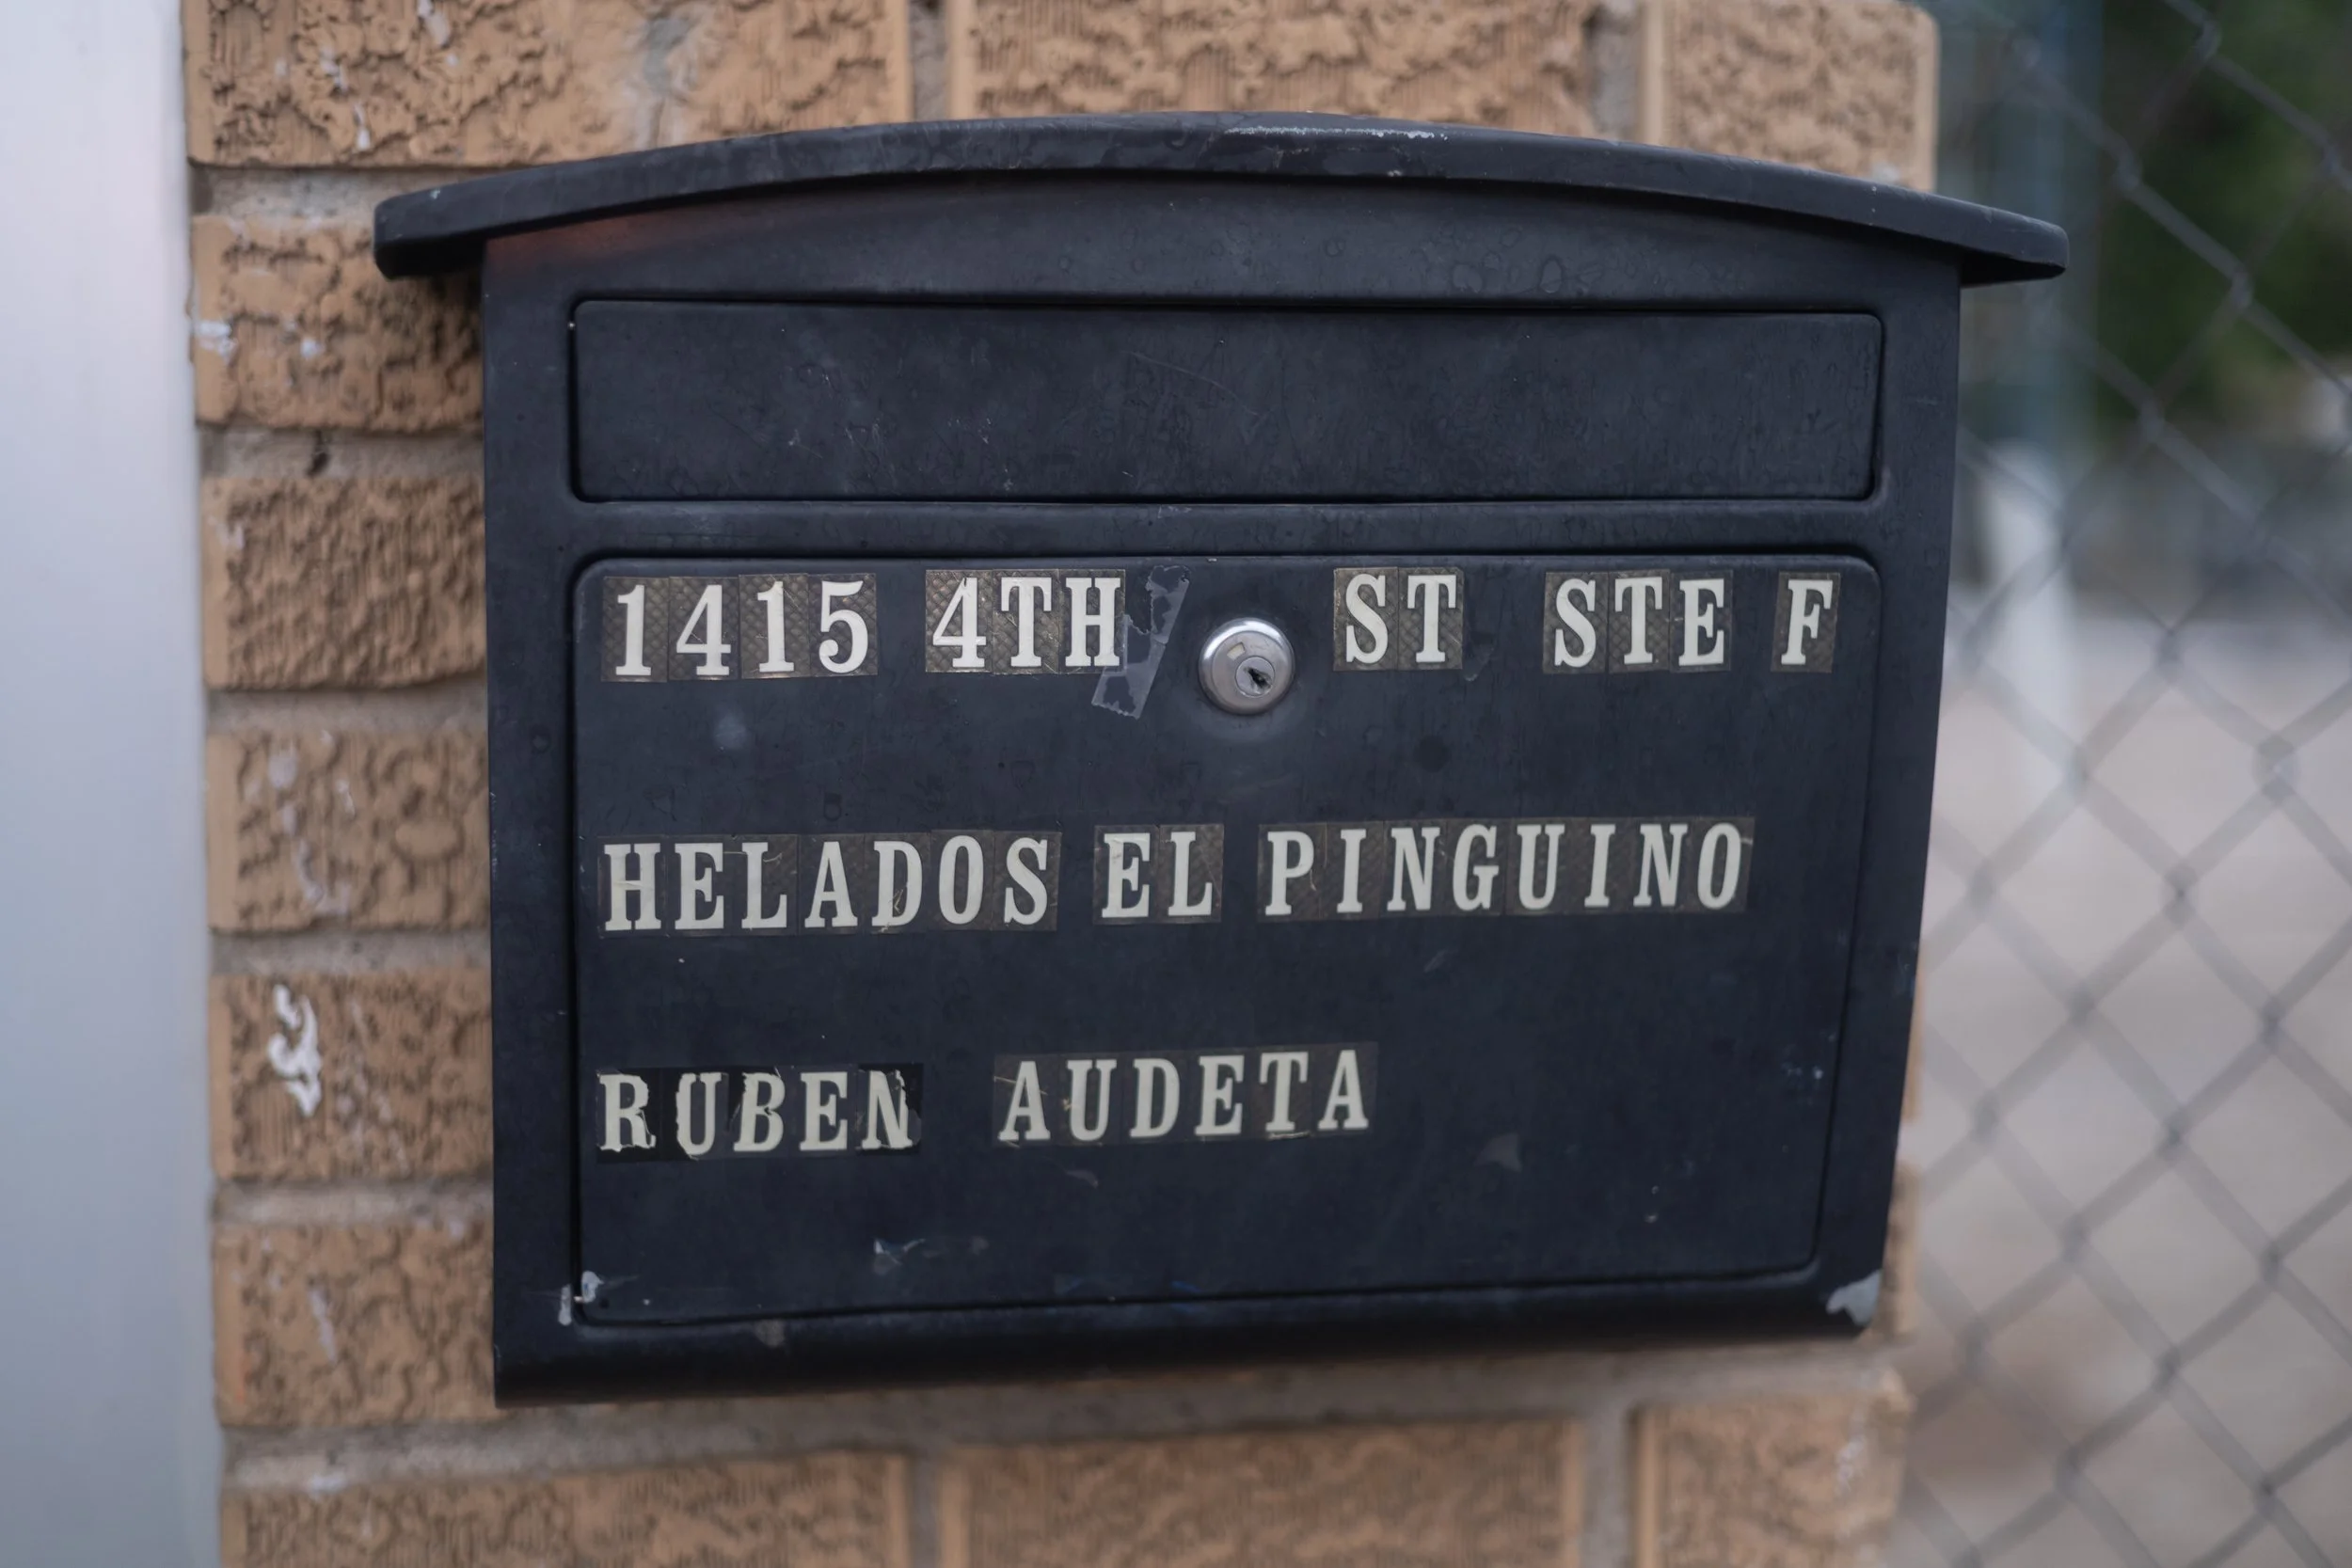 1415 4TH ST STE F
HELADOS EL PINGUINO
RUBEN AUDETA